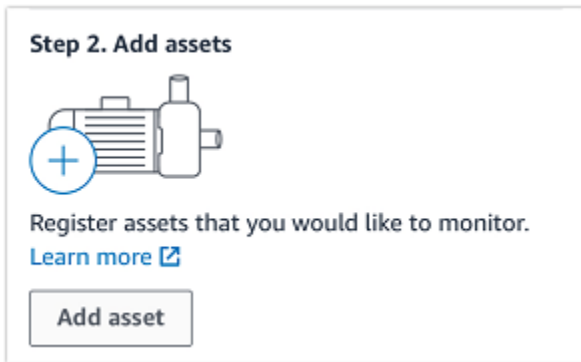 Step 2. Add assets
Register assets that you would like to monitor.
Learn more
Add asset